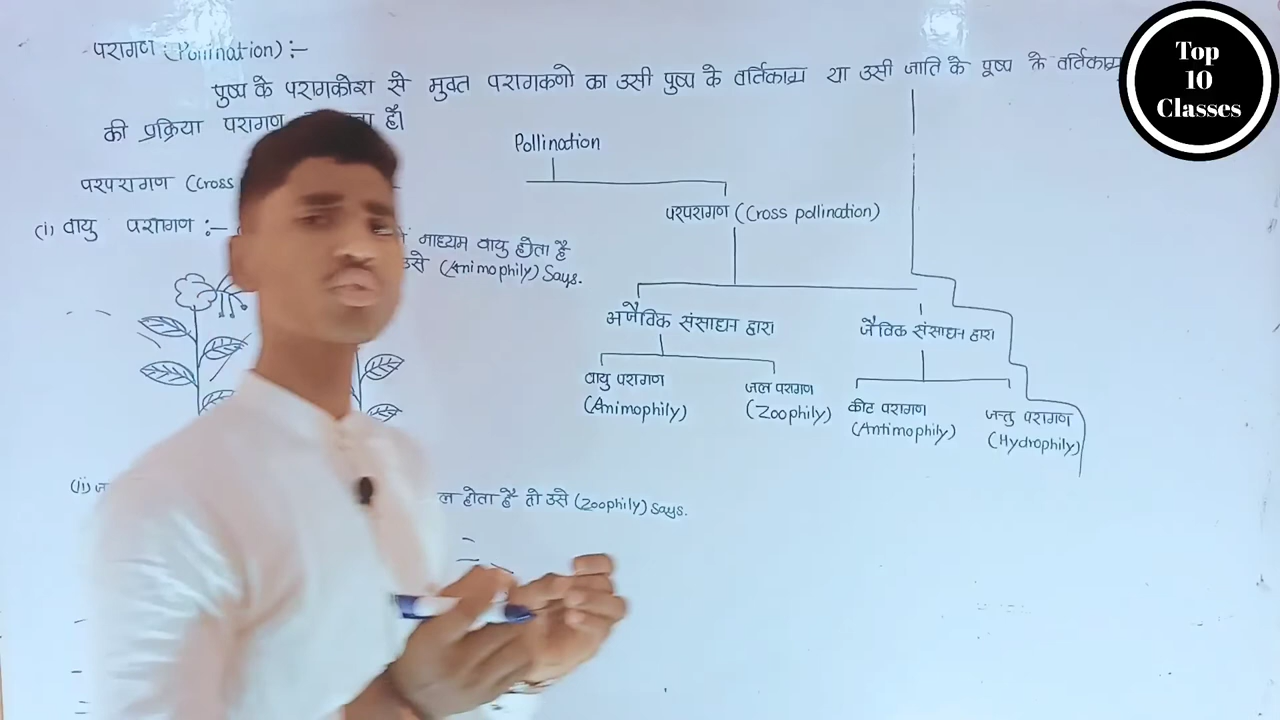 परागण (Pollination) :-
पुष्प के परागकोश से मुक्त परागकणो का उसी पुष्प के वर्तिकाग्र या उसी जाति के पुष्प के वर्तिकाग्र
की प्रक्रिया परागण है।
परपरागण (Cross
(i) वायु परागण :-
माध्यम वायु होता है
उसे (Animophily) Says.
Pollination
परपरागण (Cross pollination)
अजैविक संसाधन द्वारा
जैविक संसाधन द्वारा
वायु परागण
(Animophily)
जल परागण
(Zoophily)
कीट परागण
(Antimophily)
जन्तु परागण
(Hydrophily)
(ii)
होता है तो उसे (Zoophily) Says.
Top
10
Classes